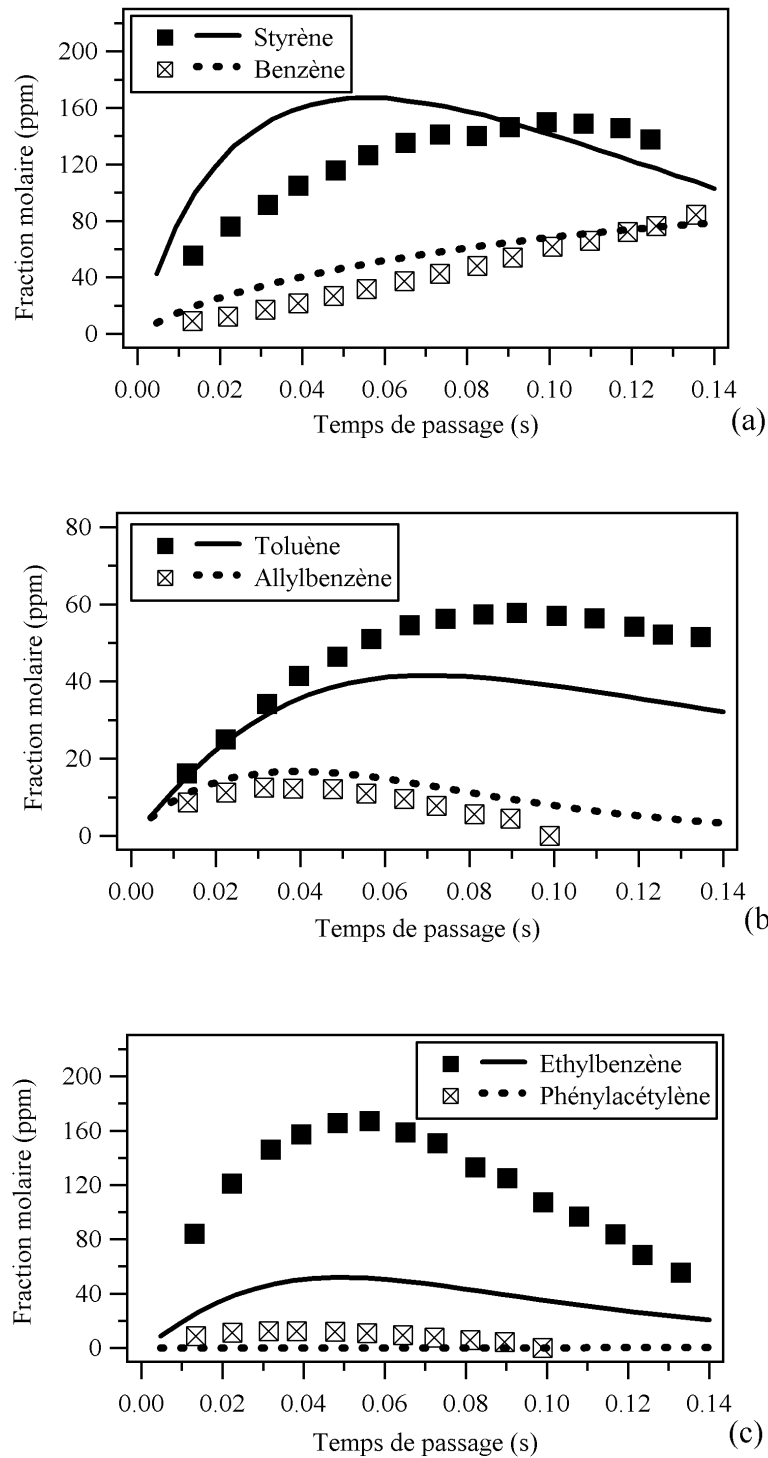 Styrène
Benzène
Fraction molaire (ppm)
200
160
120
80
40
0
0.00 0.02 0.04 0.06 0.08 0.10 0.12 0.14
Temps de passage (s)
(a)
Toluène
Allylbenzène
Fraction molaire (ppm)
80
60
40
20
0
0.00 0.02 0.04 0.06 0.08 0.10 0.12 0.14
Temps de passage (s)
(b
Ethylbenzène
Phénylacétylène
Fraction molaire (ppm)
200
160
120
80
40
0
0.00 0.02 0.04 0.06 0.08 0.10 0.12 0.14
Temps de passage (s)
(c)